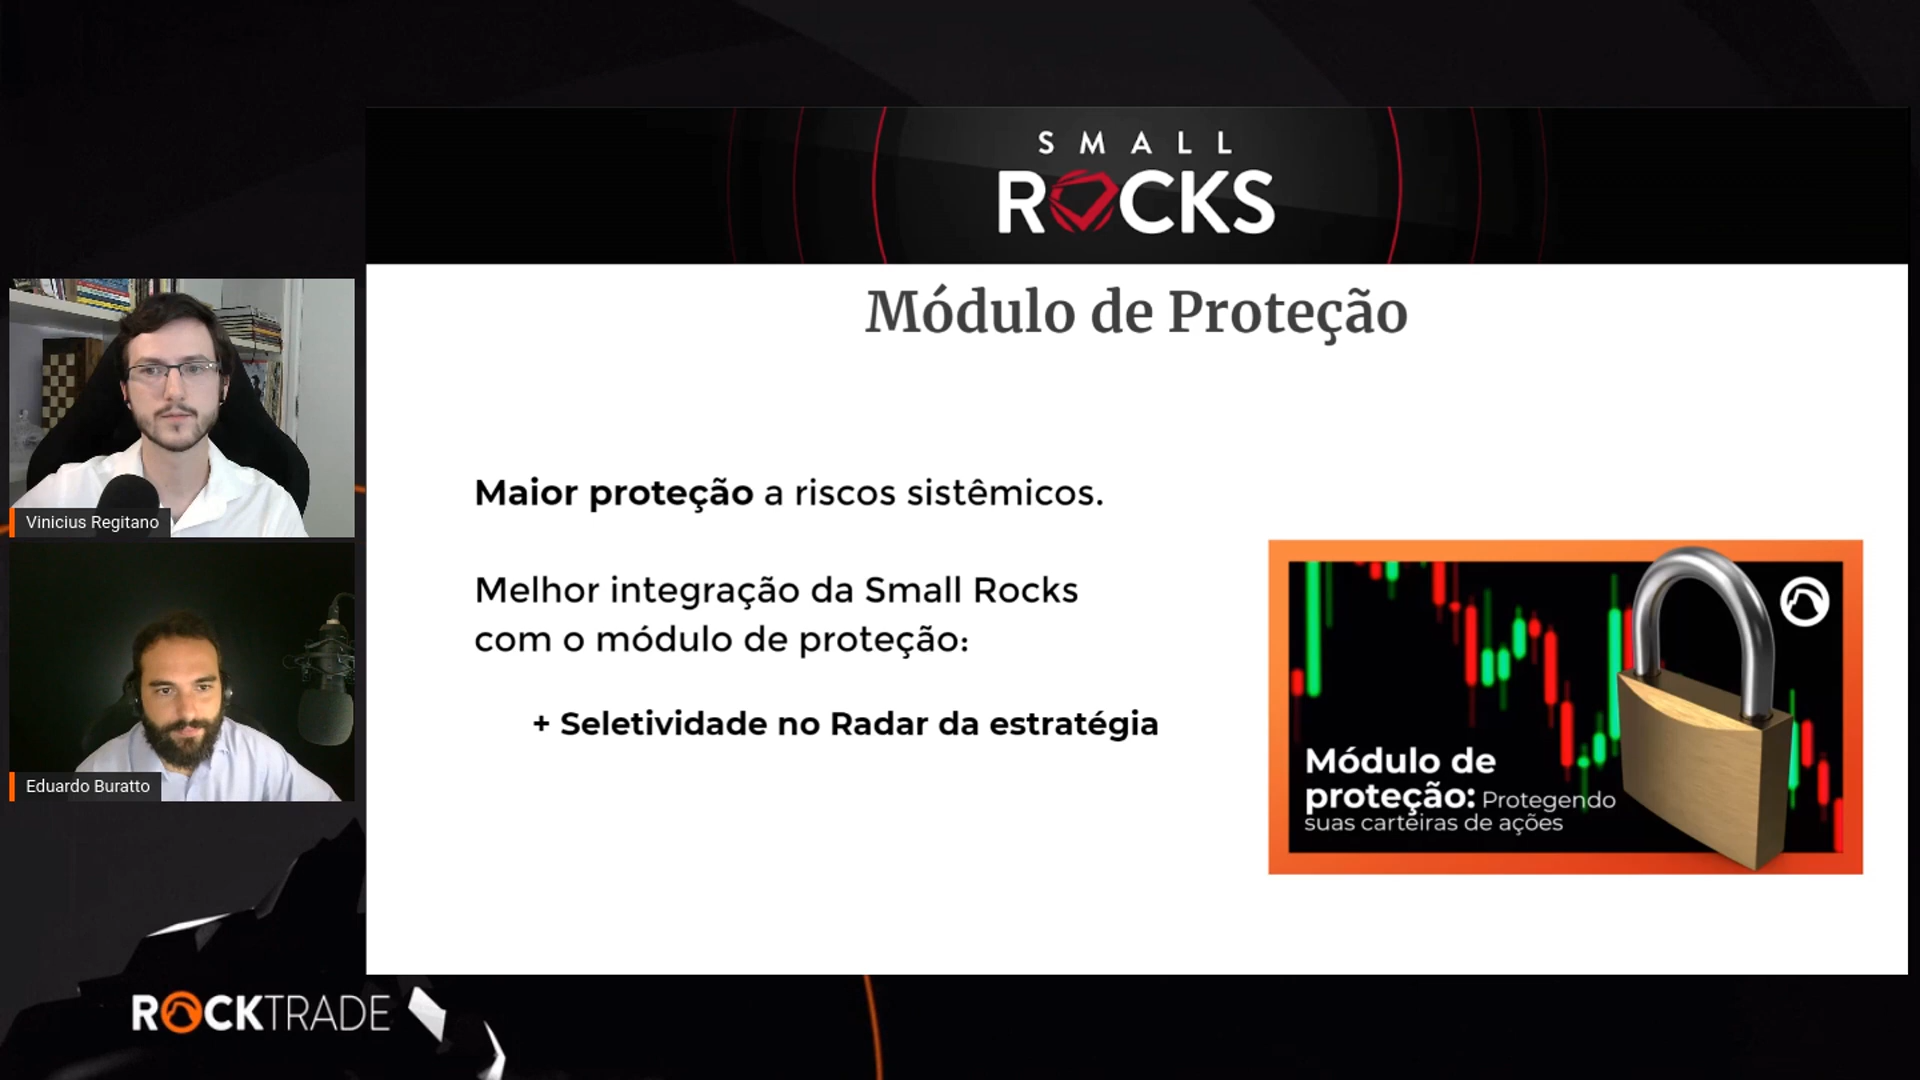 SMALL
ROCKS
Módulo de Proteção
Vinicius Regitano
Eduardo Buratto
Maior proteção a riscos sistêmicos.
Melhor integração da Small Rocks
com o módulo de proteção:
+ Seletividade no Radar da estratégia
Módulo de
proteção: Protegendo
suas carteiras de ações
ROCKTRADE